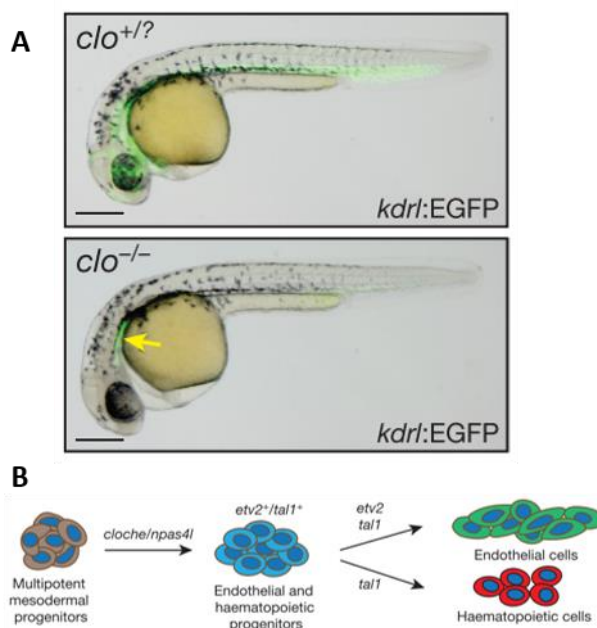 A
clo+/?
kdrl:EGFP
clo–/–
kdrl:EGFP
B
cloche/npas4l
etv2+/tal1+
etv2
tal1
tal1
Multipotent
mesodermal
progenitors
Endothelial and
haematopoietic
progenitors
Endothelial cells
Haematopoietic cells